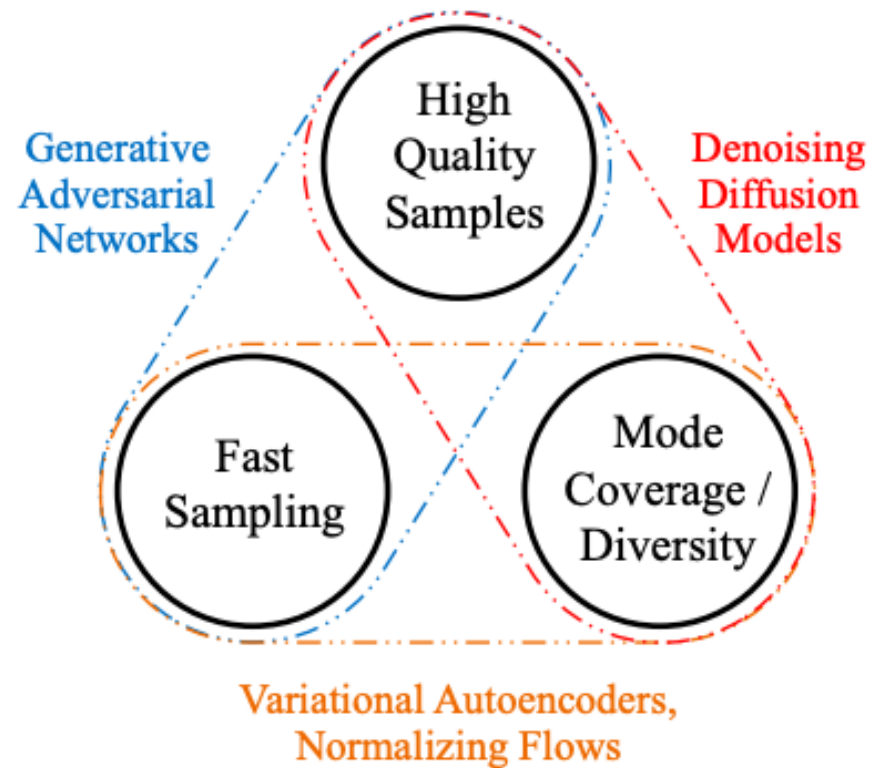 High
Quality
Samples
Generative
Adversarial
Networks
Denoising
Diffusion
Models
Fast
Sampling
Mode
Coverage /
Diversity
Variational Autoencoders,
Normalizing Flows